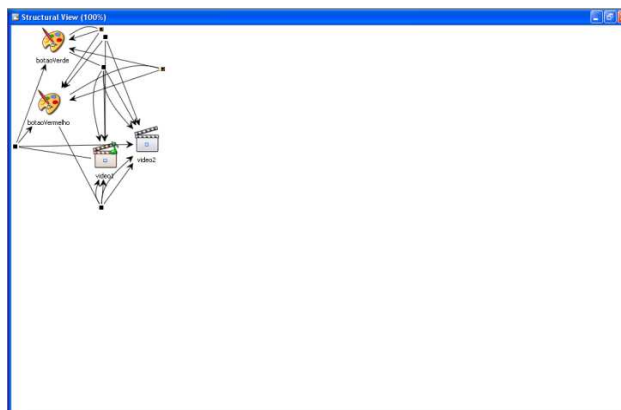 Structural View (100%)
botaoVerde
botaoVermelho
video2
video1